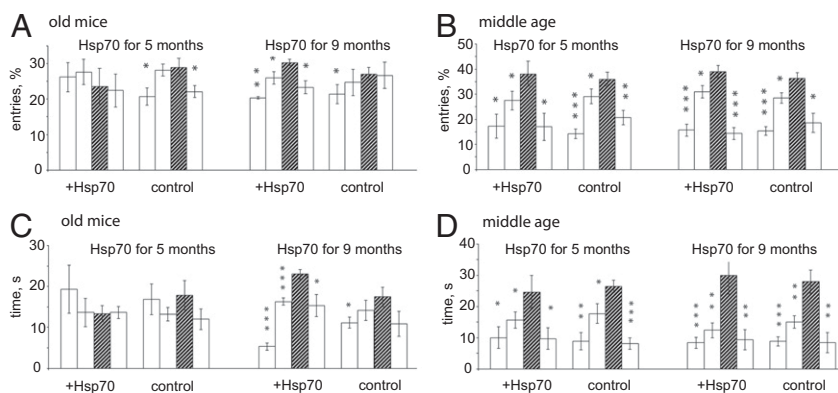 A old mice
Hsp70 for 5 months Hsp70 for 9 months
entries, %
30
20
10
0
* * * * * * * *
+Hsp70 control +Hsp70 control
B middle age
Hsp70 for 5 months Hsp70 for 9 months
entries, %
50
40
30
20
10
0
* * * *** * ** *** * *** *** * *
+Hsp70 control +Hsp70 control
C old mice
Hsp70 for 5 months Hsp70 for 9 months
time, s
30
20
10
0
*** *** * *
+Hsp70 control +Hsp70 control
D middle age
Hsp70 for 5 months Hsp70 for 9 months
time, s
40
30
20
10
0
* * * ** * *** *** ** ** *** ** **
+Hsp70 control +Hsp70 control